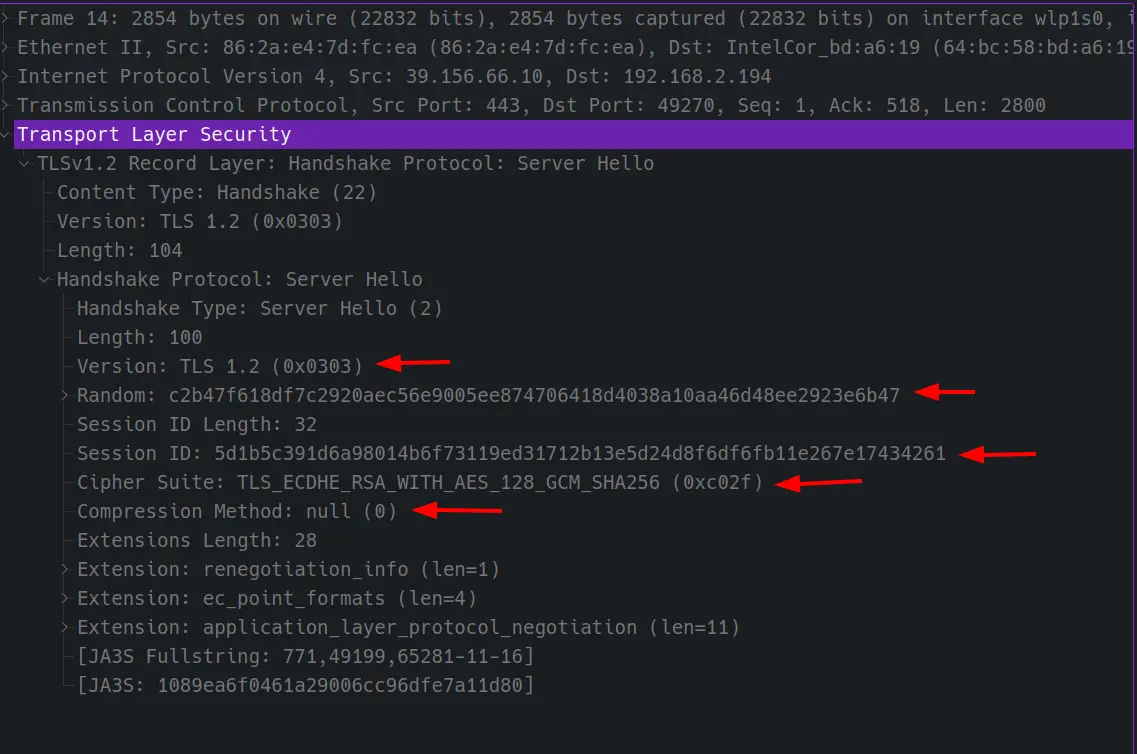 Frame 14: 2854 bytes on wire (22832 bits), 2854 bytes captured (22832 bits) on interface wlp1s0,
Ethernet II, Src: 86:2a:e4:7d:fc:ea (86:2a:e4:7d:fc:ea), Dst: IntelCor_bd:a6:19 (64:bc:58:bd:a6:19
Internet Protocol Version 4, Src: 39.156.66.10, Dst: 192.168.2.194
Transmission Control Protocol, Src Port: 443, Dst Port: 49270, Seq: 1, Ack: 518, Len: 2800
Transport Layer Security
TLSv1.2 Record Layer: Handshake Protocol: Server Hello
Content Type: Handshake (22)
Version: TLS 1.2 (0x0303)
Length: 104
Handshake Protocol: Server Hello
Handshake Type: Server Hello (2)
Length: 100
Version: TLS 1.2 (0x0303)
Random: c2b47f618df7c2920aec56e9005ee874706418d4038a10aa46d48ee2923e6b47
Session ID Length: 32
Session ID: 5d1b5c391d6a98014b6f73119ed31712b13e5d24d8f6df6fb11e267e17434261
Cipher Suite: TLS_ECDHE_RSA_WITH_AES_128_GCM_SHA256 (0xc02f)
Compression Method: null (0)
Extensions Length: 28
Extension: renegotiation_info (len=1)
Extension: ec_point_formats (len=4)
Extension: application_layer_protocol_negotiation (len=11)
[JA3S Fullstring: 771,49199,65281-11-16]
[JA3S: 1089ea6f0461a29006cc96dfe7a11d80]